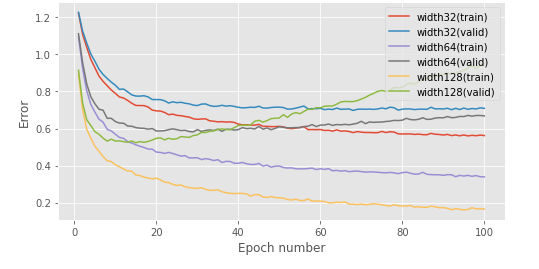 1.2
1.0
0.8
0.6
0.4
0.2
Error
0
20
40
60
80
100
Epoch number
width32(train)
width32(valid)
width64(train)
width64(valid)
width128(train)
width128(valid)